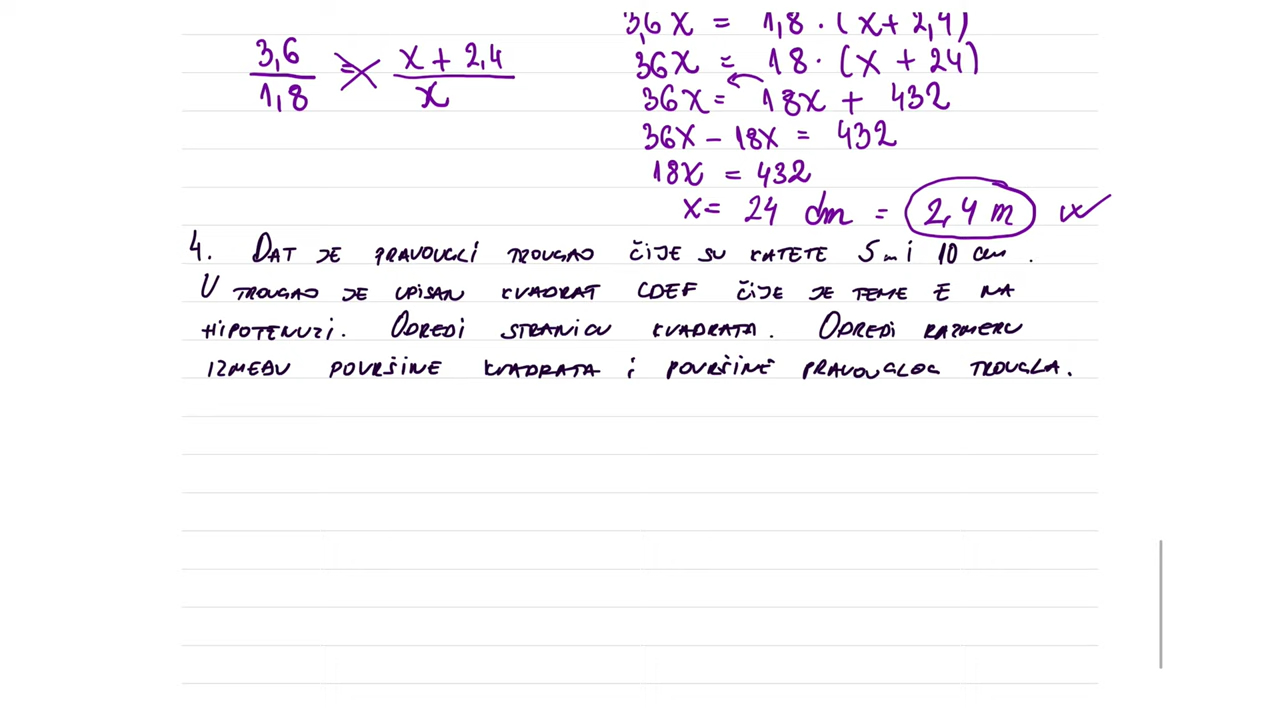 3,6x = 1,8 · (x + 2,4)
3,6 / 1,8 = x + 2,4 / x
36x = 18 · (x + 24)
36x = 18x + 432
36x - 18x = 432
18x = 432
x = 24 dm = 2,4 m
4. DAT JE PRAVOUGLI TROUGAO ČIJE SU KATETE 5 m i 10 cm.
U TROUGAO JE UPISAN KVADRAT CDEF ČIJE JE TEME E NA
HIPOTENUZI. ODREDI STRANICU KVADRATA. ODREDI RAZMERU
IZMEĐU POVRŠINE KVADRATA i POVRŠINE PRAVOUGLOG TROUGLA.